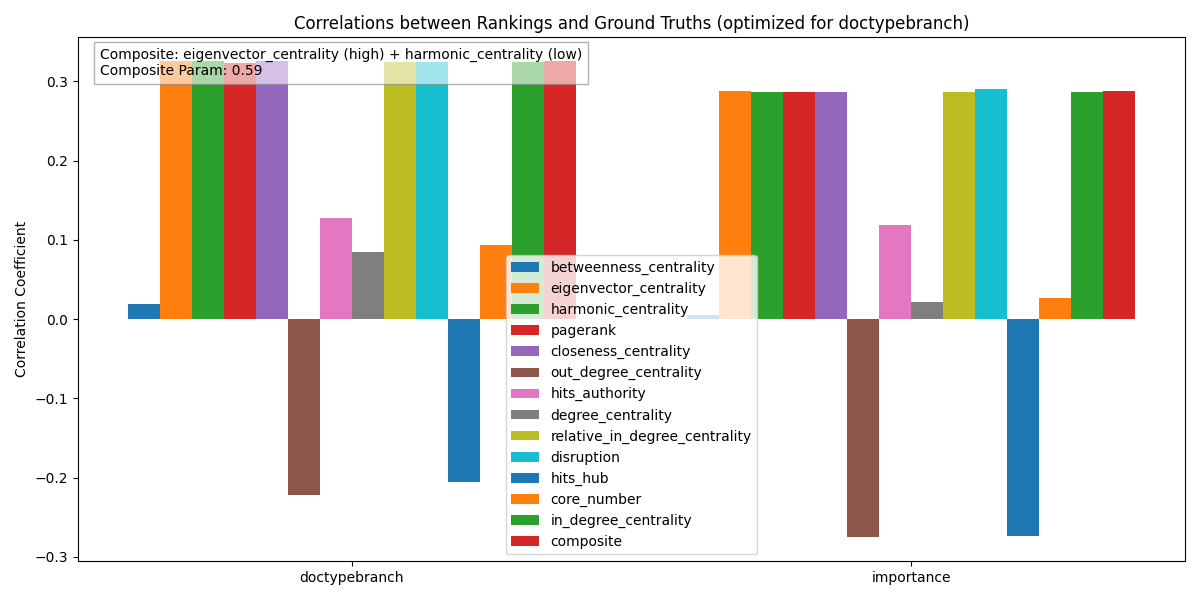 Correlations between Rankings and Ground Truths (optimized for doctypebranch)
Composite: eigenvector_centrality (high) + harmonic_centrality (low)
Composite Param: 0.59
Correlation Coefficient
0.3
0.2
0.1
0.0
−0.1
−0.2
−0.3
betweenness_centrality
eigenvector_centrality
harmonic_centrality
pagerank
closeness_centrality
out_degree_centrality
hits_authority
degree_centrality
relative_in_degree_centrality
disruption
hits_hub
core_number
in_degree_centrality
composite
doctypebranch
importance